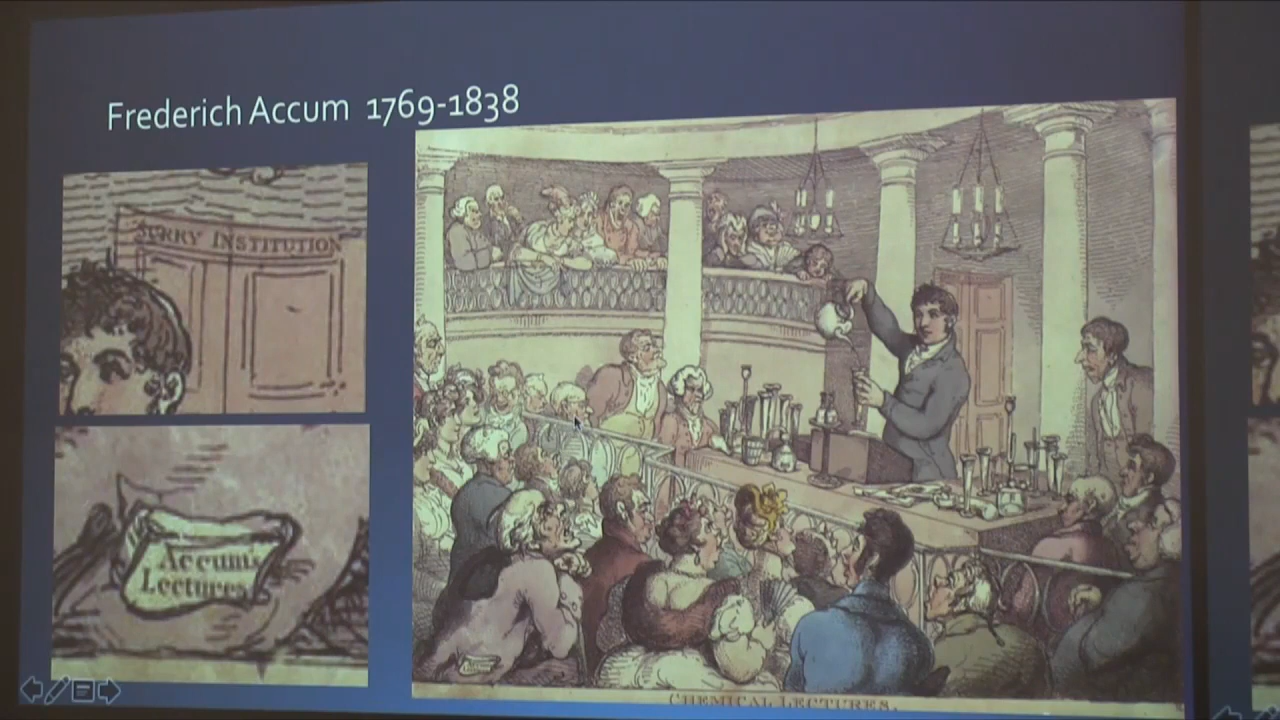 Frederich Accum 1769-1838
SURRY INSTITUTION
Accum's
Lectures
CHEMICAL LECTURES.